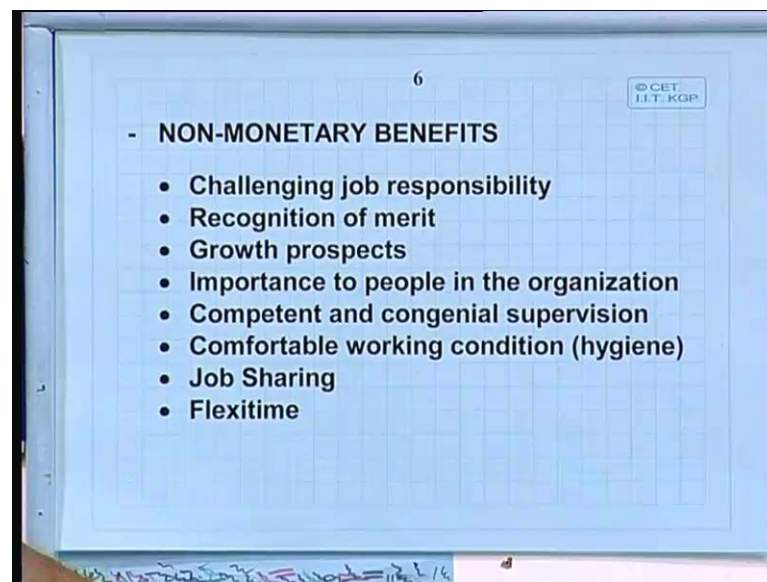 6
© CET
I.I.T. KGP
- NON-MONETARY BENEFITS
• Challenging job responsibility
• Recognition of merit
• Growth prospects
• Importance to people in the organization
• Competent and congenial supervision
• Comfortable working condition (hygiene)
• Job Sharing
• Flexitime